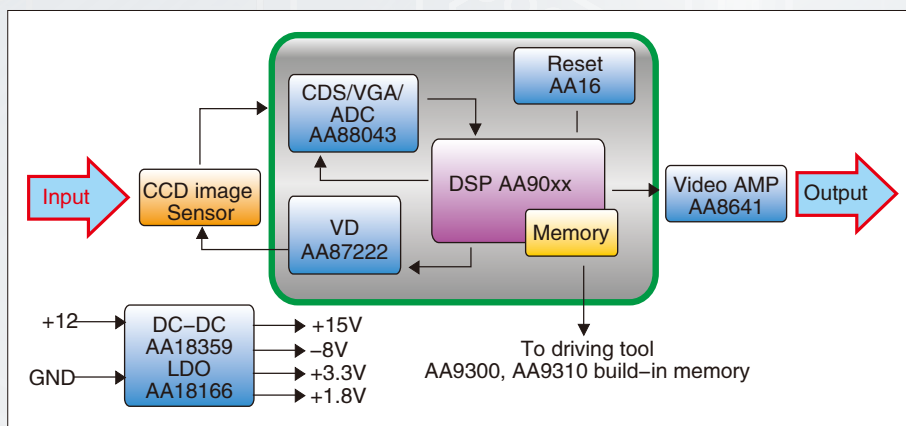 Reset
AA16
CDS/VGA/
ADC
AA88043
Input
CCD image
Sensor
DSP AA90xx
Memory
Video AMP
AA8641
Output
VD
AA87222
+12
GND
DC–DC
AA18359
LDO
AA18166
+15V
–8V
+3.3V
+1.8V
To driving tool
AA9300, AA9310 build–in memory